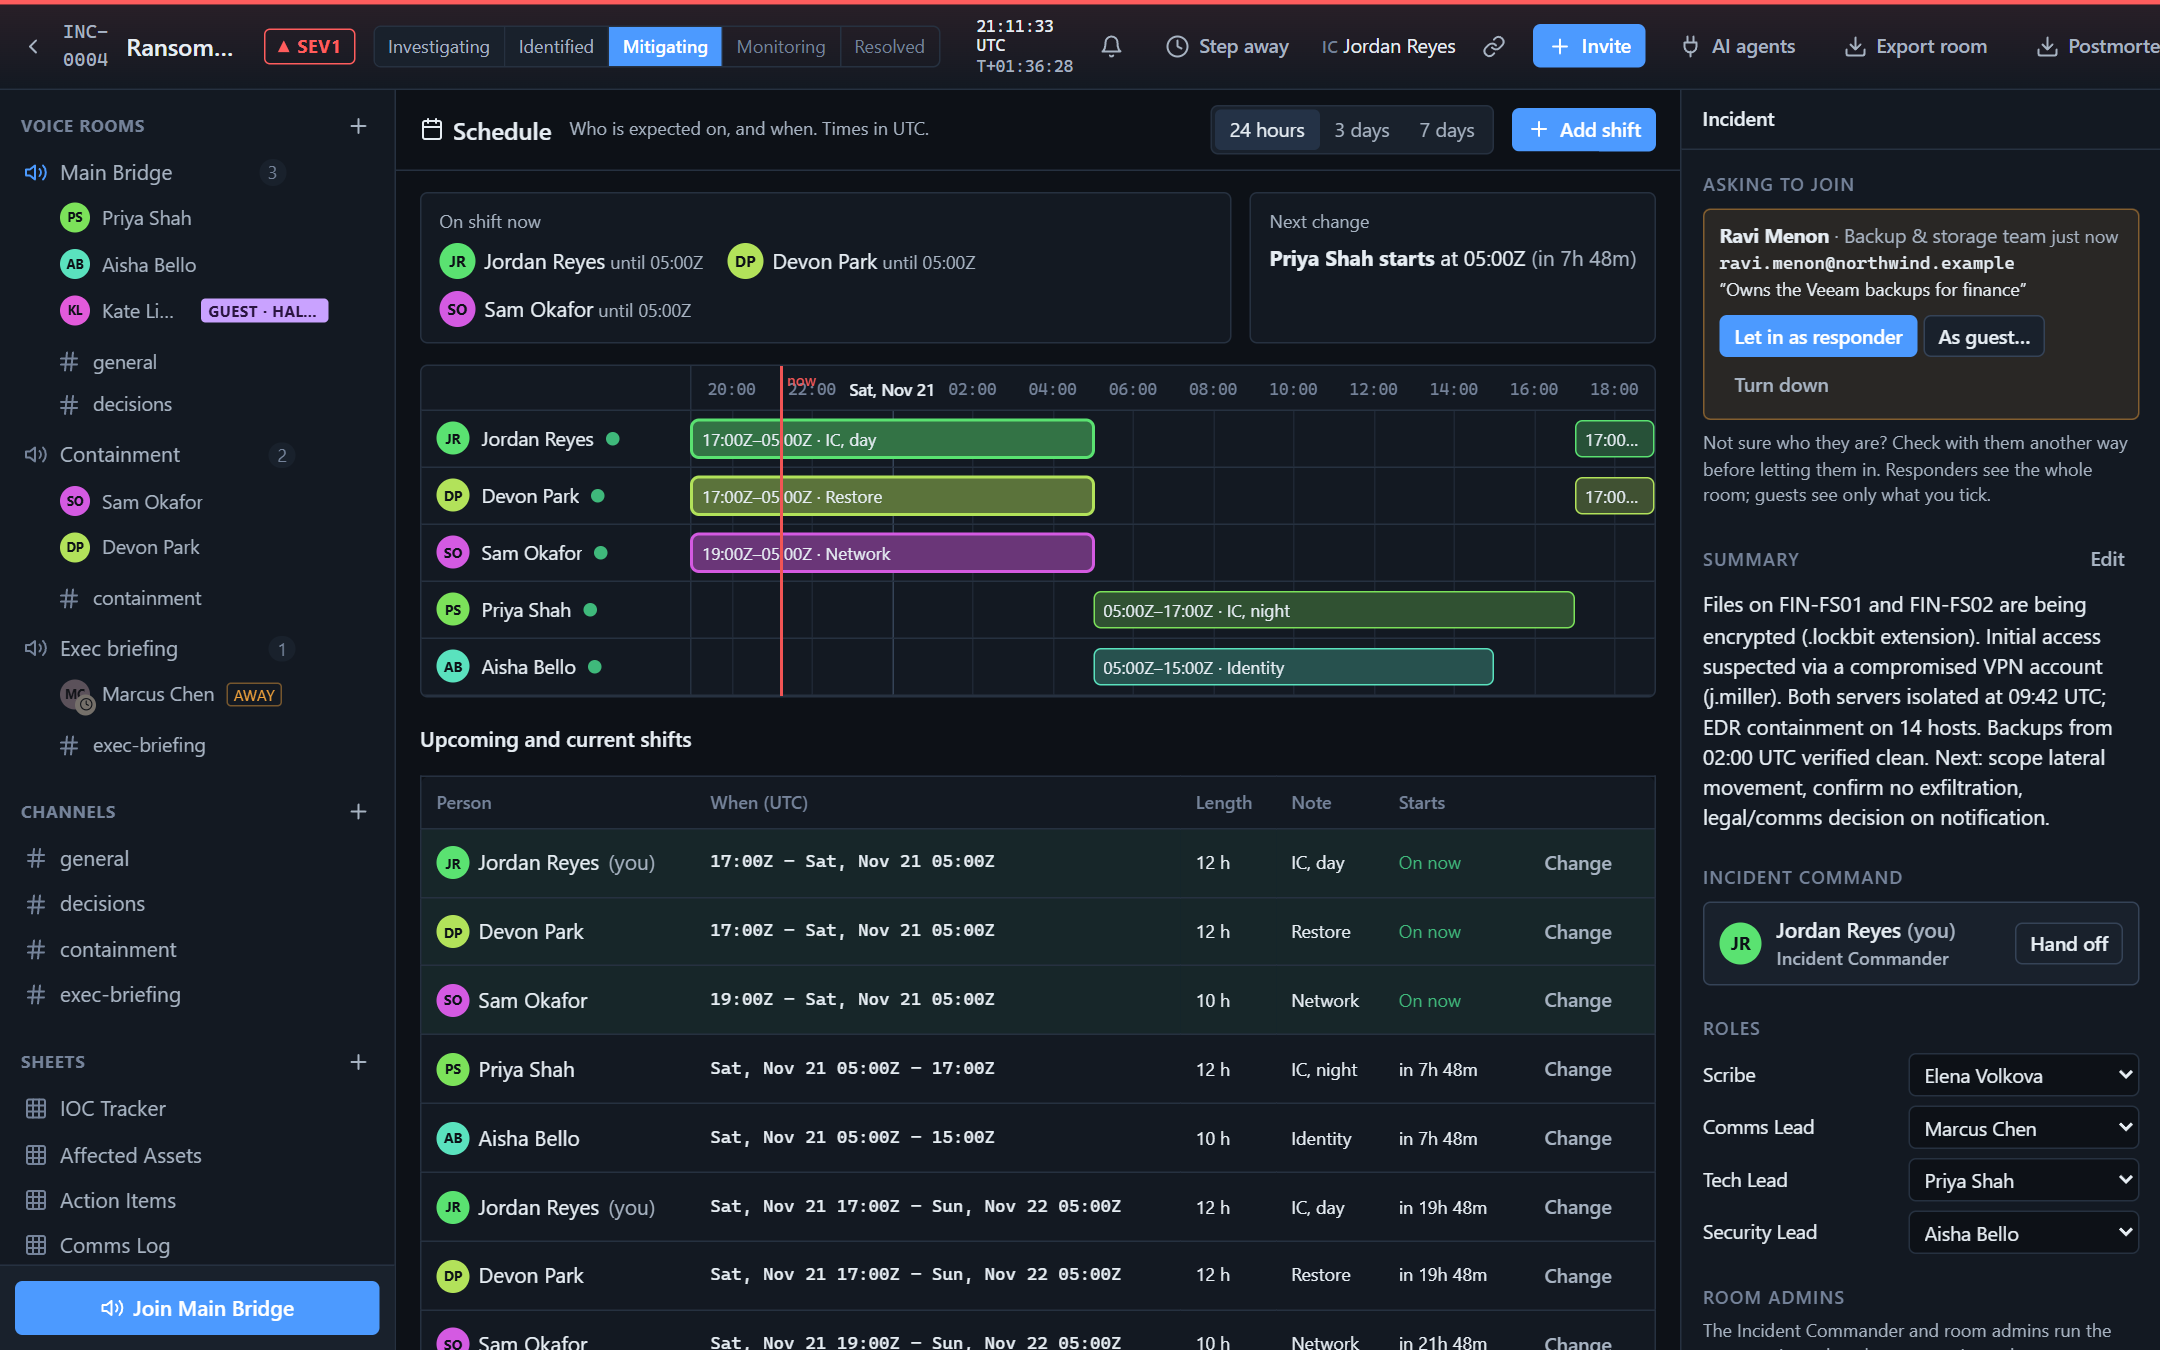 INC-
0004
Ransom...
SEV1
Investigating
Identified
Mitigating
Monitoring
Resolved
21:11:33
UTC
T+01:36:28
Step away
IC Jordan Reyes
Invite
AI agents
Export room
Postmorte
VOICE ROOMS
Main Bridge
3
PS
Priya Shah
AB
Aisha Bello
KL
Kate Li...
GUEST · HAL...
general
decisions
Containment
2
SO
Sam Okafor
DP
Devon Park
containment
Exec briefing
1
MC
Marcus Chen
AWAY
exec-briefing
CHANNELS
general
decisions
containment
exec-briefing
SHEETS
IOC Tracker
Affected Assets
Action Items
Comms Log
Join Main Bridge
Schedule
Who is expected on, and when. Times in UTC.
24 hours
3 days
7 days
Add shift
On shift now
JR
Jordan Reyes until 05:00Z
DP
Devon Park until 05:00Z
SO
Sam Okafor until 05:00Z
Next change
Priya Shah starts at 05:00Z (in 7h 48m)
20:00
now
22:00
Sat, Nov 21
02:00
04:00
06:00
08:00
10:00
12:00
14:00
16:00
18:00
JR
Jordan Reyes
17:00Z–05:00Z · IC, day
17:00...
DP
Devon Park
17:00Z–05:00Z · Restore
17:00...
SO
Sam Okafor
19:00Z–05:00Z · Network
PS
Priya Shah
05:00Z–17:00Z · IC, night
AB
Aisha Bello
05:00Z–15:00Z · Identity
Upcoming and current shifts
Person
When (UTC)
Length
Note
Starts
JR
Jordan Reyes (you)
17:00Z – Sat, Nov 21 05:00Z
12 h
IC, day
On now
Change
DP
Devon Park
17:00Z – Sat, Nov 21 05:00Z
12 h
Restore
On now
Change
SO
Sam Okafor
19:00Z – Sat, Nov 21 05:00Z
10 h
Network
On now
Change
PS
Priya Shah
Sat, Nov 21 05:00Z – 17:00Z
12 h
IC, night
in 7h 48m
Change
AB
Aisha Bello
Sat, Nov 21 05:00Z – 15:00Z
10 h
Identity
in 7h 48m
Change
JR
Jordan Reyes (you)
Sat, Nov 21 17:00Z – Sun, Nov 22 05:00Z
12 h
IC, day
in 19h 48m
Change
DP
Devon Park
Sat, Nov 21 17:00Z – Sun, Nov 22 05:00Z
12 h
Restore
in 19h 48m
Change
SO
Sam Okafor
Sat, Nov 21 19:00Z – Sun, Nov 22 05:00Z
10 h
Network
in 21h 48m
Change
Incident
ASKING TO JOIN
Ravi Menon · Backup & storage team just now
ravi.menon@northwind.example
“Owns the Veeam backups for finance”
Let in as responder
As guest...
Turn down
Not sure who they are? Check with them another way
before letting them in. Responders see the whole
room; guests see only what you tick.
SUMMARY
Edit
Files on FIN-FS01 and FIN-FS02 are being
encrypted (.lockbit extension). Initial access
suspected via a compromised VPN account
(j.miller). Both servers isolated at 09:42 UTC;
EDR containment on 14 hosts. Backups from
02:00 UTC verified clean. Next: scope lateral
movement, confirm no exfiltration,
legal/comms decision on notification.
INCIDENT COMMAND
JR
Jordan Reyes (you)
Incident Commander
Hand off
ROLES
Scribe
Elena Volkova
Comms Lead
Marcus Chen
Tech Lead
Priya Shah
Security Lead
Aisha Bello
ROOM ADMINS
The Incident Commander and room admins run the